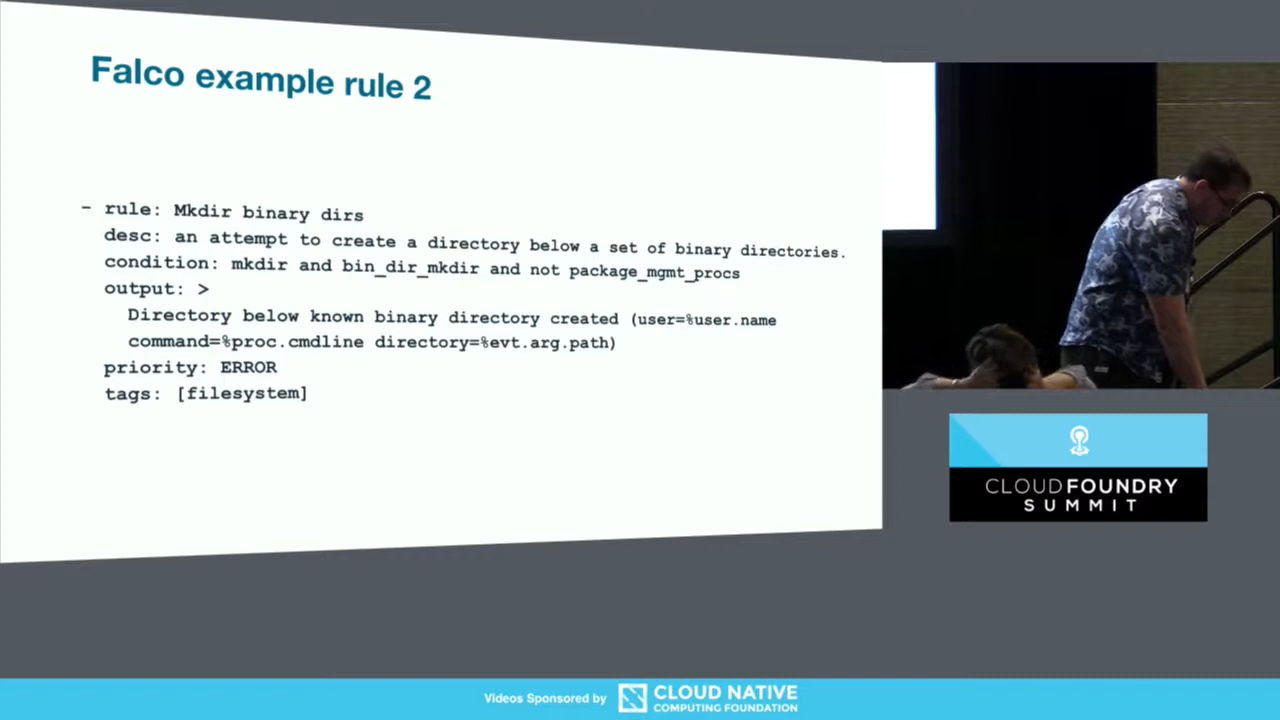 Falco example rule 2
- rule: Mkdir binary dirs
desc: an attempt to create a directory below a set of binary directories.
condition: mkdir and bin_dir_mkdir and not package_mgmt_procs
output: >
Directory below known binary directory created (user=%user.name
command=%proc.cmdline directory=%evt.arg.path)
priority: ERROR
tags: [filesystem]
CLOUDFOUNDRY
SUMMIT
Videos Sponsored by
CLOUD NATIVE
COMPUTING FOUNDATION